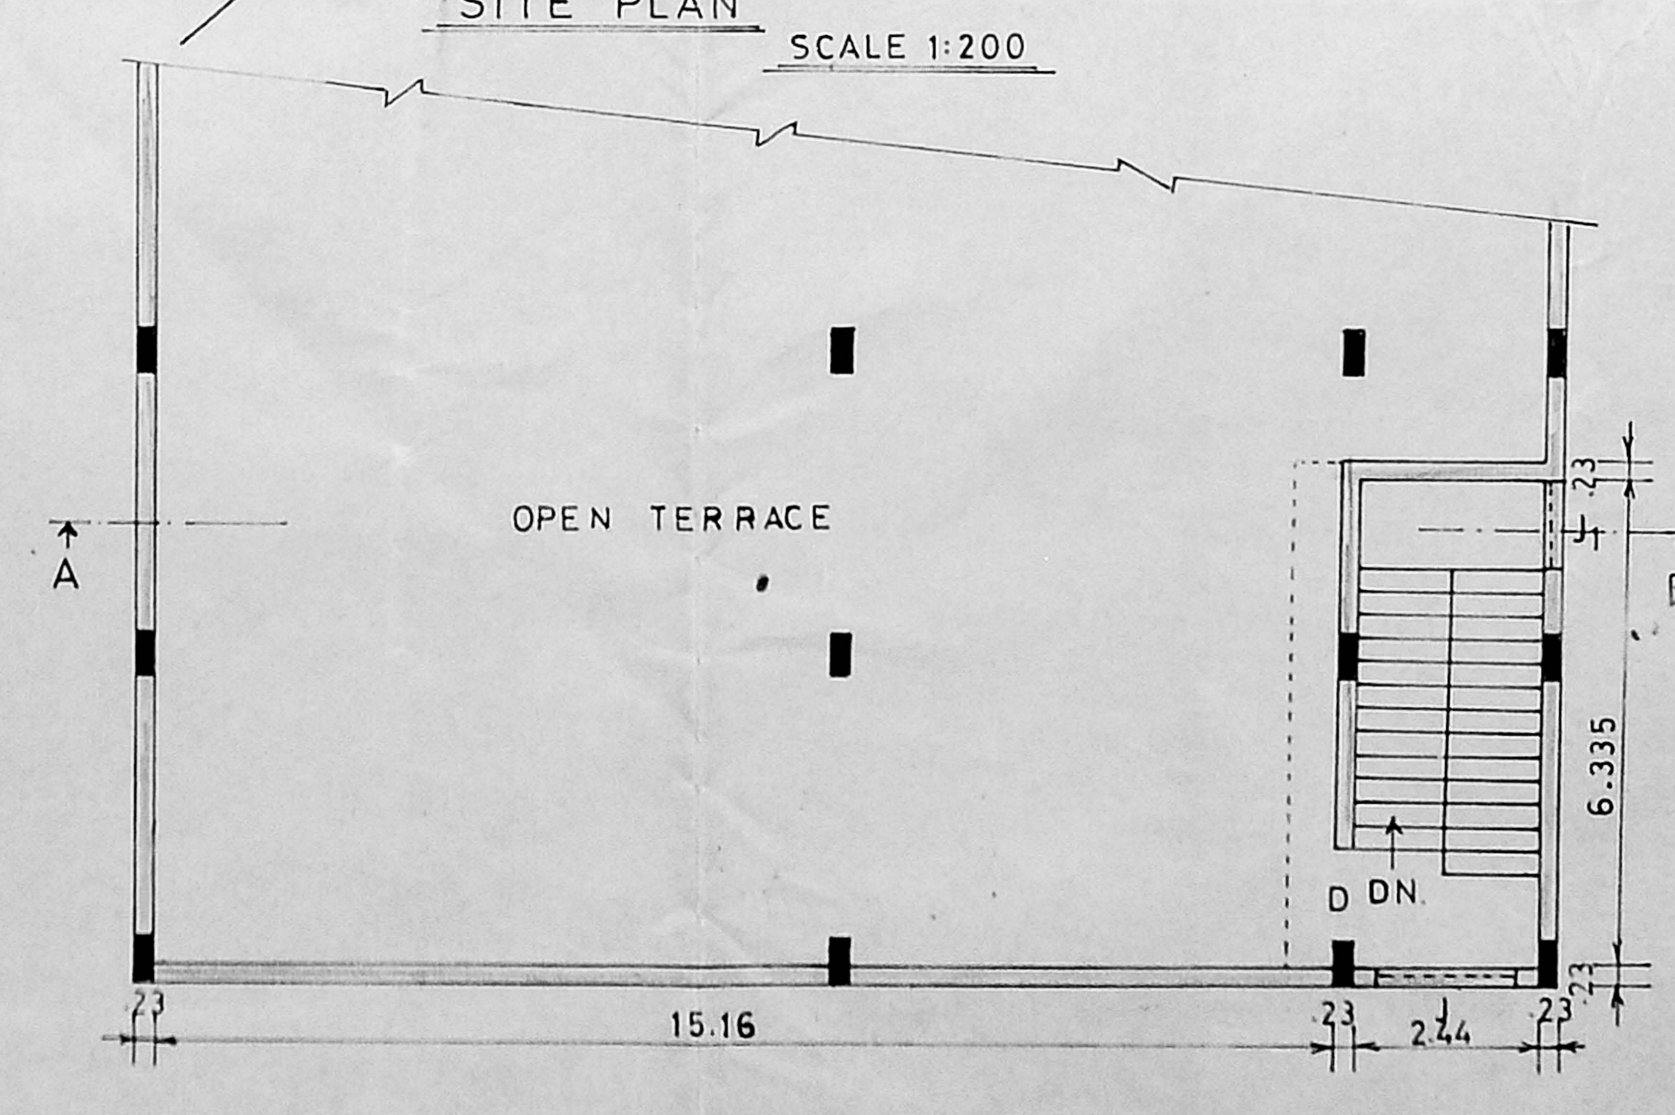 SITE PLAN
SCALE 1:200
OPEN TERRACE
A
.23
J
6.335
D DN.
.23
.23
15.16
.23
J
2.44
.23